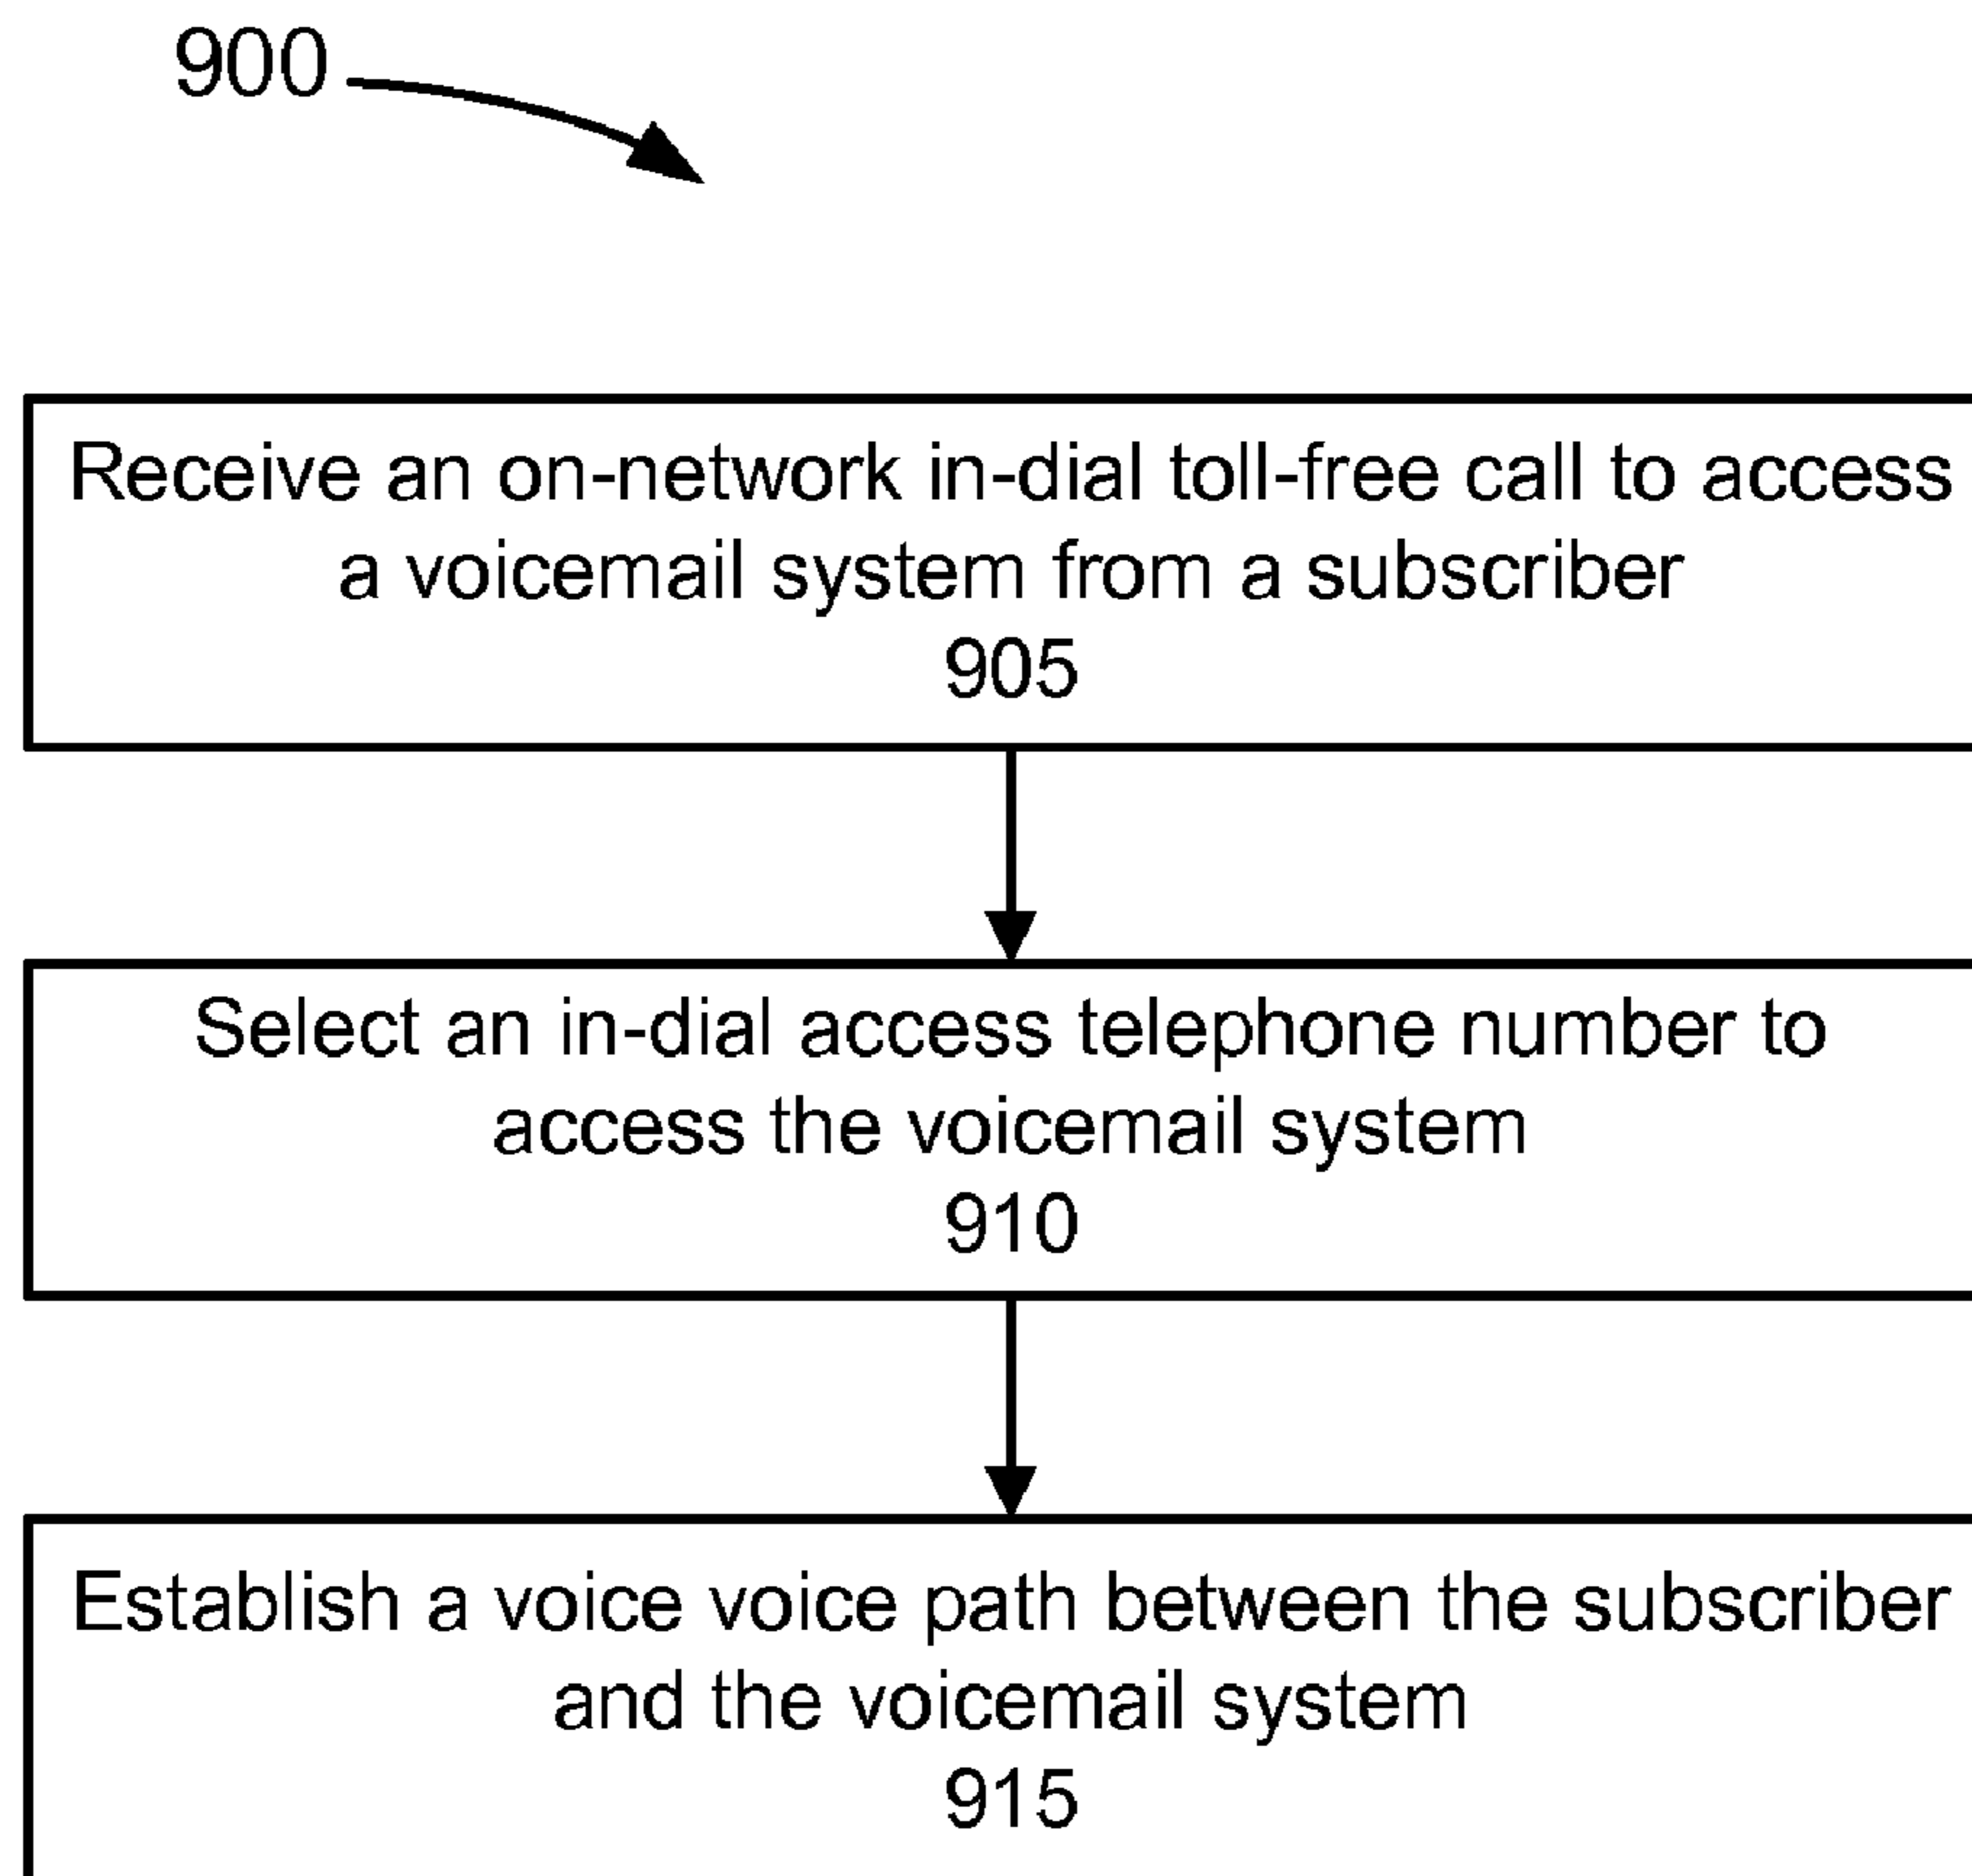 900
Receive an on-network in-dial toll-free call to access
a voicemail system from a subscriber
905
Select an in-dial access telephone number to
access the voicemail system
910
Establish a voice voice path between the subscriber
and the voicemail system
915